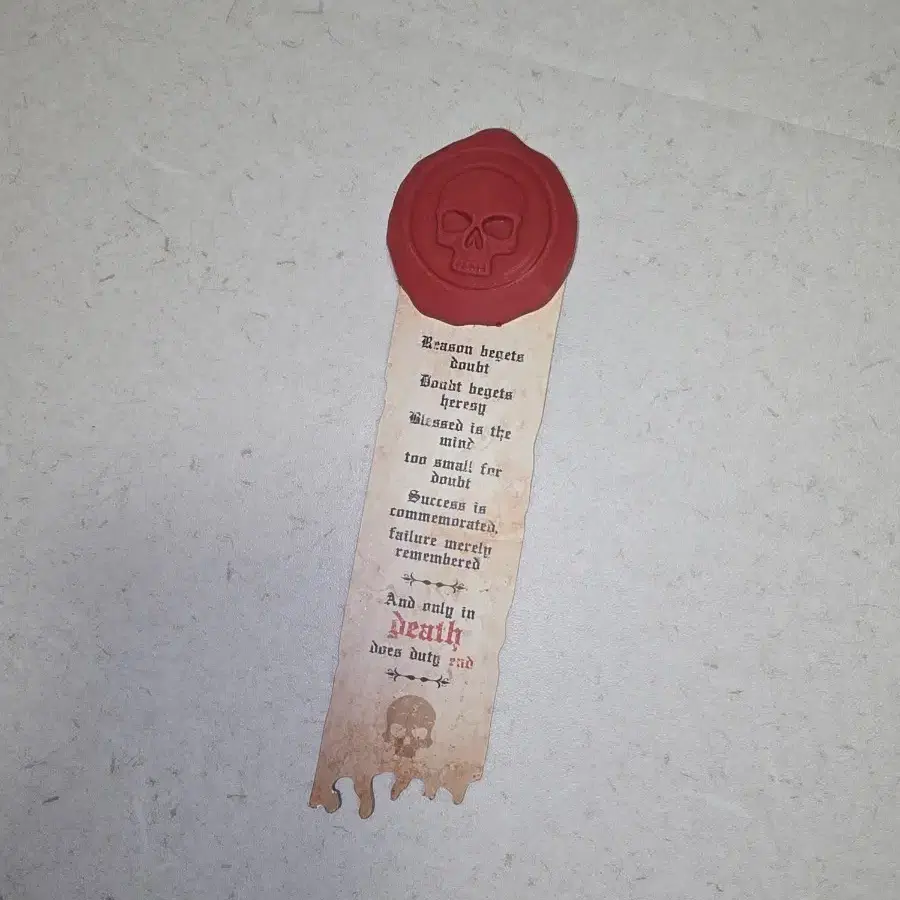 Reason begets
doubt
Doubt begets
heresy
Blessed is the
mind
too small for
doubt
Success is
commemorated,
failure merely
remembered
And only in
death
does duty end